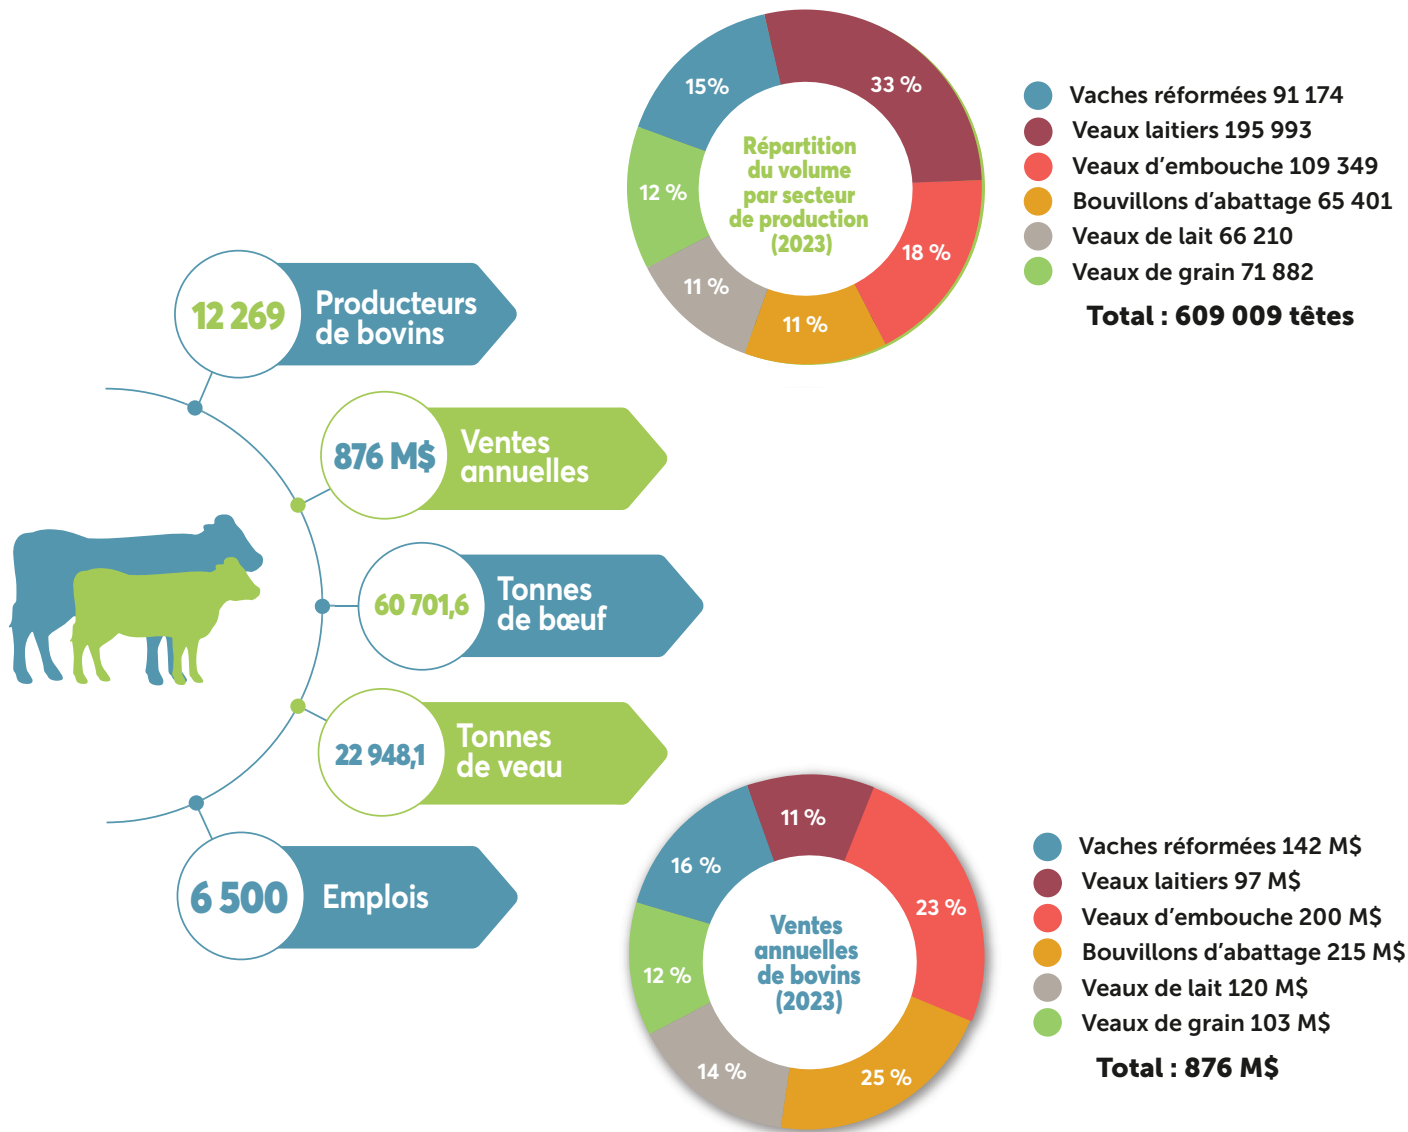 15%
33 %
12 %
18 %
11 %
11 %
Répartition
du volume
par secteur
de production
(2023)
Vaches réformées 91 174
Veaux laitiers 195 993
Veaux d'embouche 109 349
Bouvillons d'abattage 65 401
Veaux de lait 66 210
Veaux de grain 71 882
Total : 609 009 têtes
12 269
Producteurs
de bovins
876 M$
Ventes
annuelles
60 701,6
Tonnes
de bœuf
22 948,1
Tonnes
de veau
6 500
Emplois
11 %
16 %
23 %
12 %
14 %
25 %
Ventes
annuelles
de bovins
(2023)
Vaches réformées 142 M$
Veaux laitiers 97 M$
Veaux d'embouche 200 M$
Bouvillons d'abattage 215 M$
Veaux de lait 120 M$
Veaux de grain 103 M$
Total : 876 M$